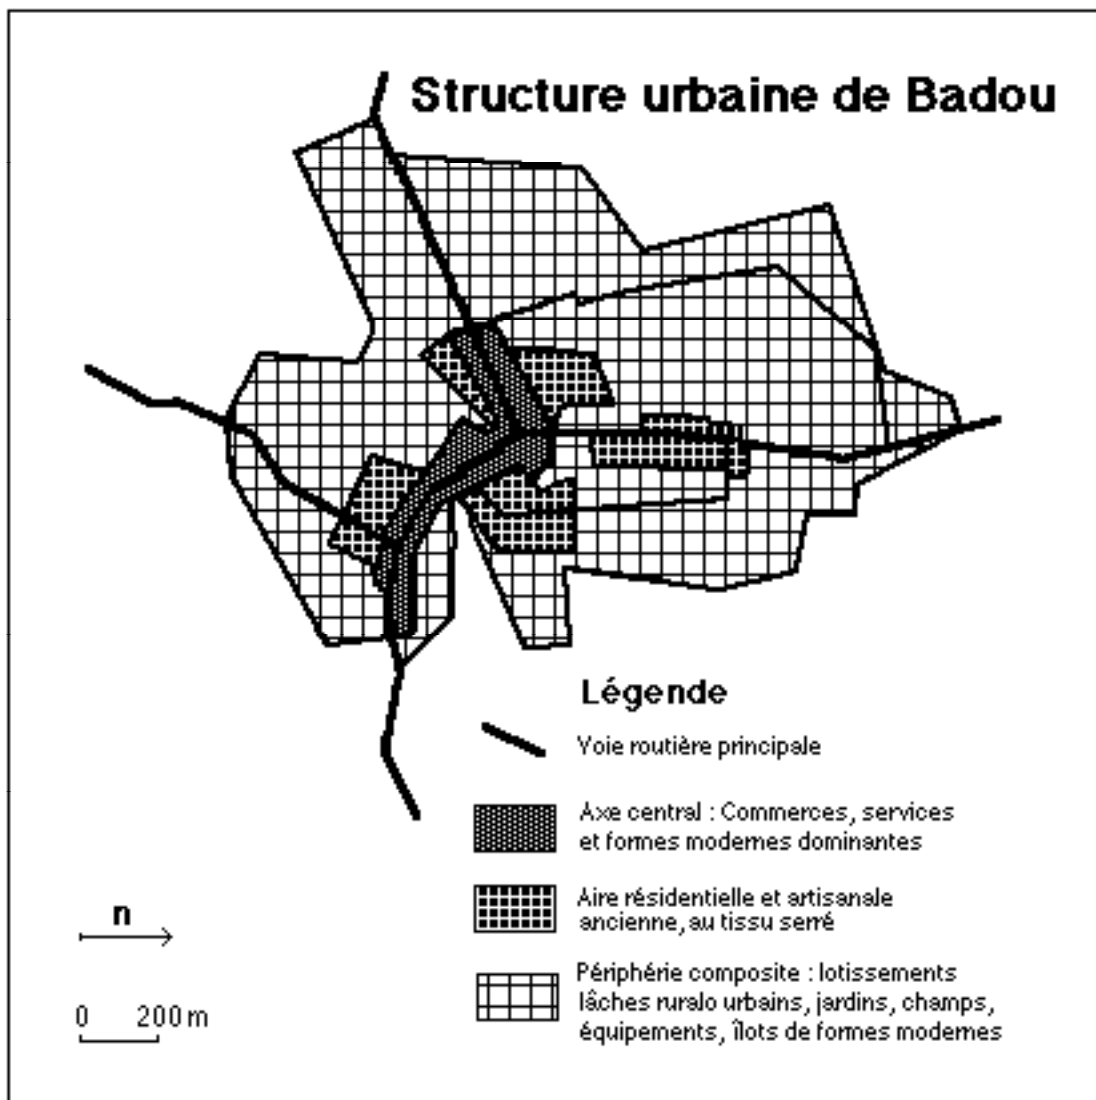 Structure urbaine de Badou
Légende
Voie routière principale
Axe central : Commerces, services
et formes modernes dominantes
Aire résidentielle et artisanale
ancienne, au tissu serré
Périphérie composite : lotissements
lâches ruralo urbains, jardins, champs,
équipements, îlots de formes modernes
n
0 200 m